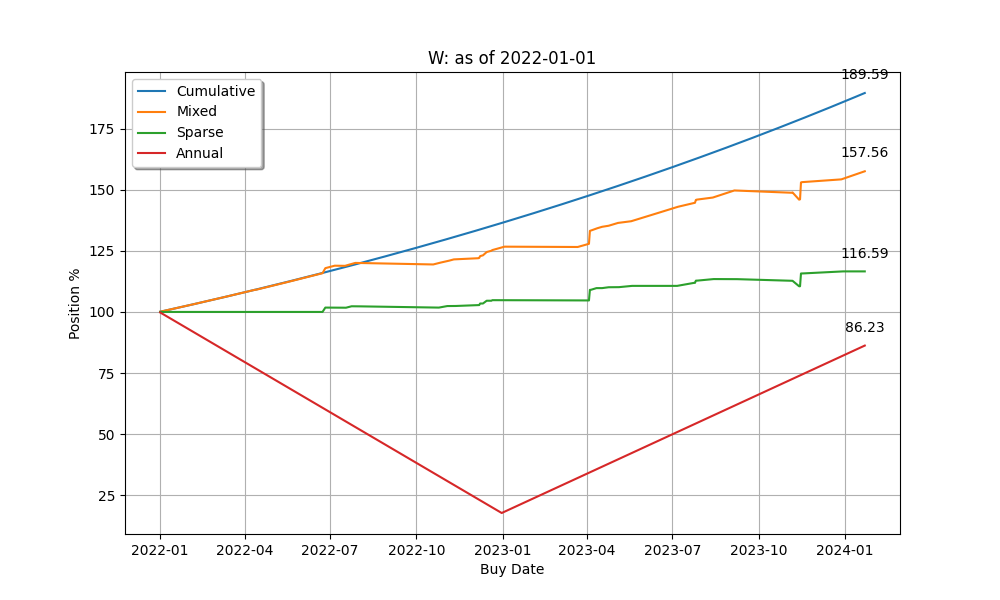 W: as of 2022-01-01
189.59
Cumulative
Mixed
Sparse
Annual
157.56
116.59
86.23
175
150
125
100
75
50
25
Position %
2022-01
2022-04
2022-07
2022-10
2023-01
2023-04
2023-07
2023-10
2024-01
Buy Date